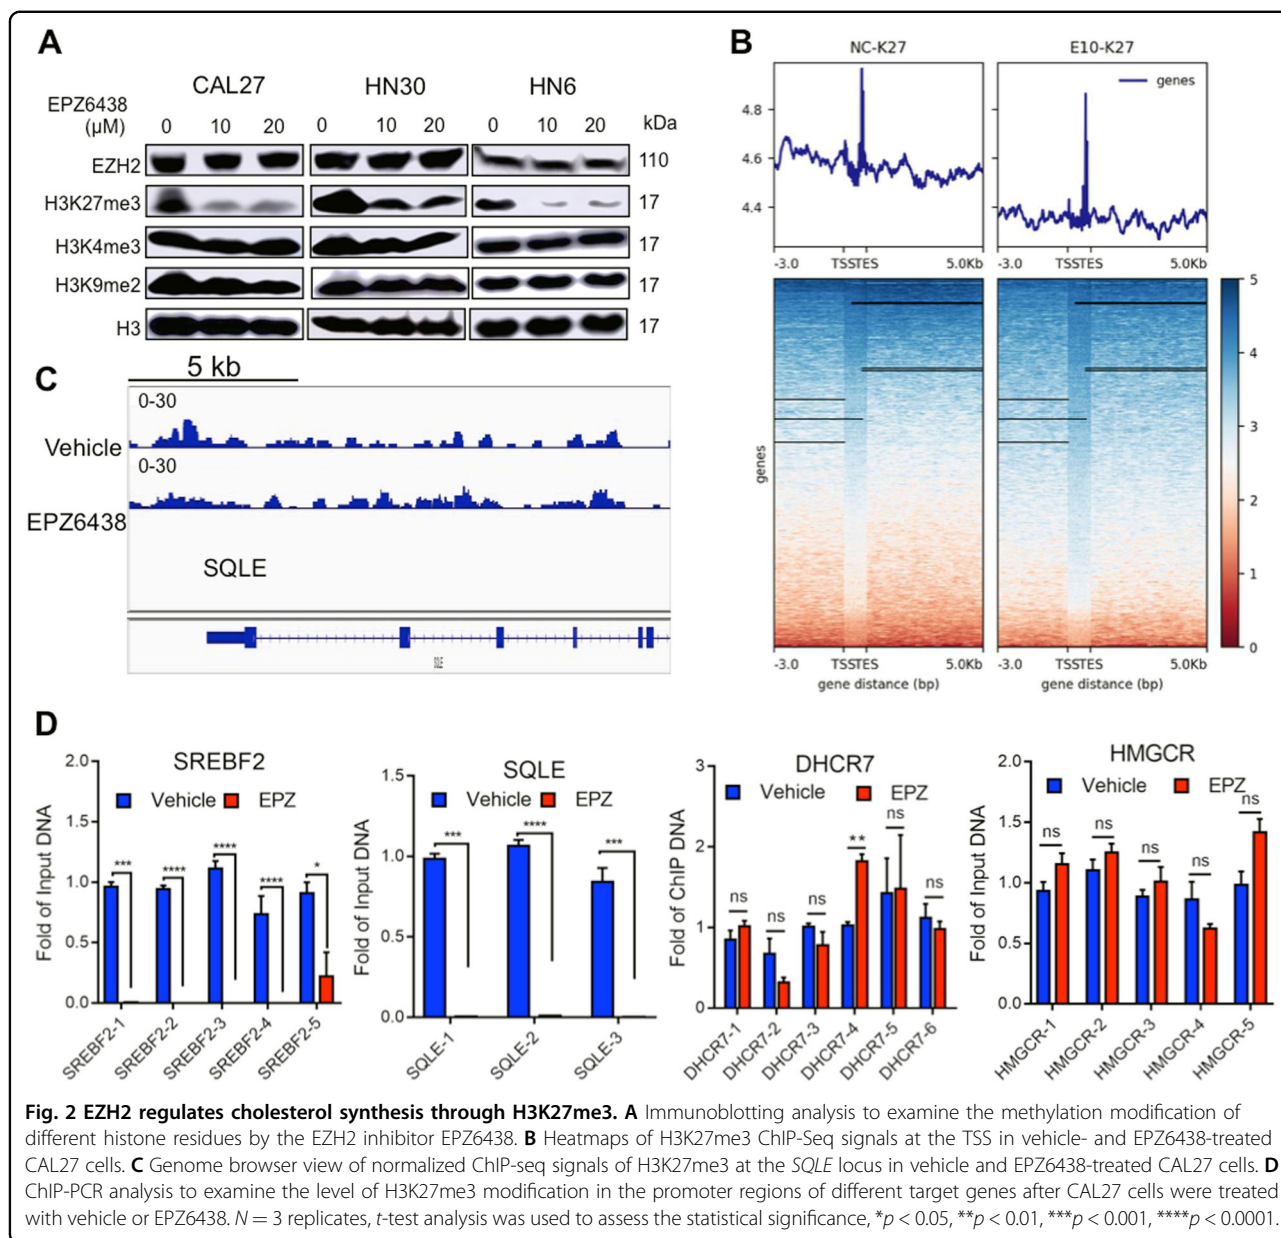 A
CAL27 HN30 HN6
EPZ6438
(μM) 0 10 20 0 10 20 0 10 20 kDa
EZH2 110
H3K27me3 17
H3K4me3 17
H3K9me2 17
H3 17
B
NC-K27 E10-K27
genes
4.8
4.6
4.4
-3.0 TSSTES 5.0Kb -3.0 TSSTES 5.0Kb
5
4
3
2
1
0
genes
-3.0 TSSTES 5.0Kb -3.0 TSSTES 5.0Kb
gene distance (bp) gene distance (bp)
C
5 kb
0-30
Vehicle
0-30
EPZ6438
SQLE
SQLE
D
SREBF2
Vehicle EPZ
Fold of Input DNA
2.0
1.5
1.0
0.5
0.0
*** **** **** **** *
SREBF2-1 SREBF2-2 SREBF2-3 SREBF2-4 SREBF2-5
SQLE
Vehicle EPZ
Fold of Input DNA
1.5
1.0
0.5
0.0
*** **** ***
SQLE-1 SQLE-2 SQLE-3
DHCR7
Vehicle EPZ
Fold of ChIP DNA
3
2
1
0
ns ns ns ** ns ns
DHCR7-1 DHCR7-2 DHCR7-3 DHCR7-4 DHCR7-5 DHCR7-6
HMGCR
Vehicle EPZ
Fold of Input DNA
2.0
1.5
1.0
0.5
0.0
ns ns ns ns ns
HMGCR-1 HMGCR-2 HMGCR-3 HMGCR-4 HMGCR-5
Fig. 2 EZH2 regulates cholesterol synthesis through H3K27me3. A Immunoblotting analysis to examine the methylation modification of
different histone residues by the EZH2 inhibitor EPZ6438. B Heatmaps of H3K27me3 ChIP-Seq signals at the TSS in vehicle- and EPZ6438-treated
CAL27 cells. C Genome browser view of normalized ChIP-seq signals of H3K27me3 at the SQLE locus in vehicle and EPZ6438-treated CAL27 cells. D
ChIP-PCR analysis to examine the level of H3K27me3 modification in the promoter regions of different target genes after CAL27 cells were treated
with vehicle or EPZ6438. N = 3 replicates, t-test analysis was used to assess the statistical significance, *p < 0.05, **p < 0.01, ***p < 0.001, ****p < 0.0001.